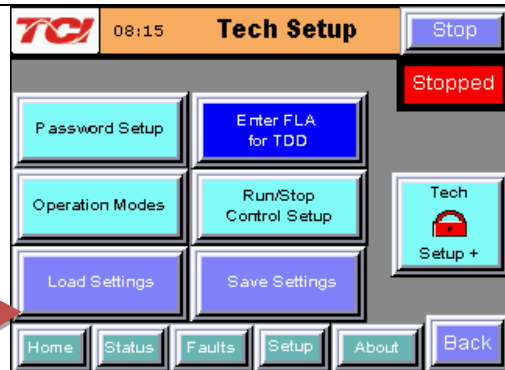 TCI 08:15 Tech Setup Stop
Stopped
Password Setup
Enter FLA
for TDD
Operation Modes
Run/Stop
Control Setup
Tech
Setup +
Load Settings
Save Settings
Home Status Faults Setup About Back